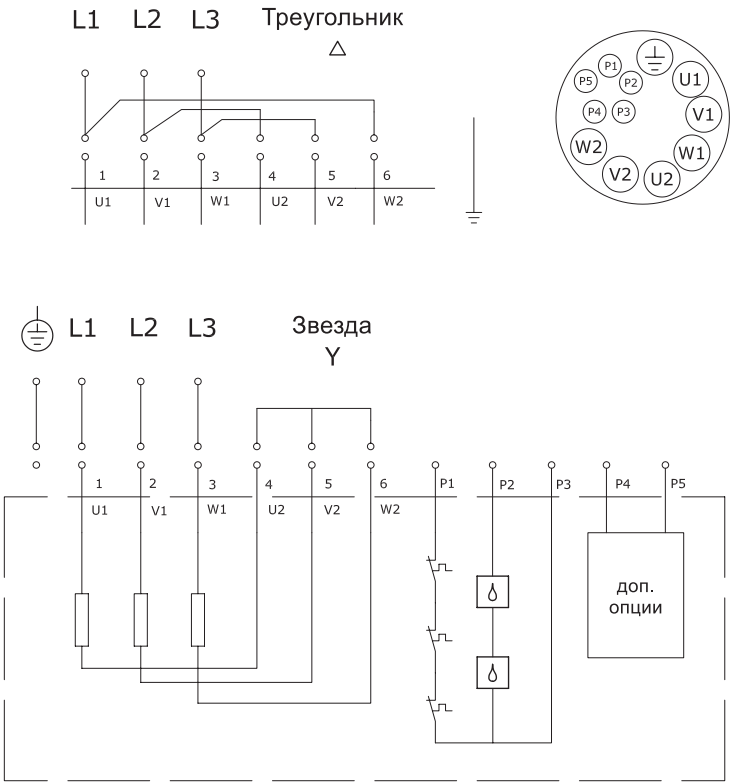 L1 L2 L3 Треугольник
△
1 2 3 4 5 6
U1 V1 W1 U2 V2 W2
P1
P5 P2
P4 P3
U1
V1
W1
U2
V2
W2
L1 L2 L3 Звезда
Y
1 2 3 4 5 6 P1 P2 P3 P4 P5
U1 V1 W1 U2 V2 W2
доп.
опции